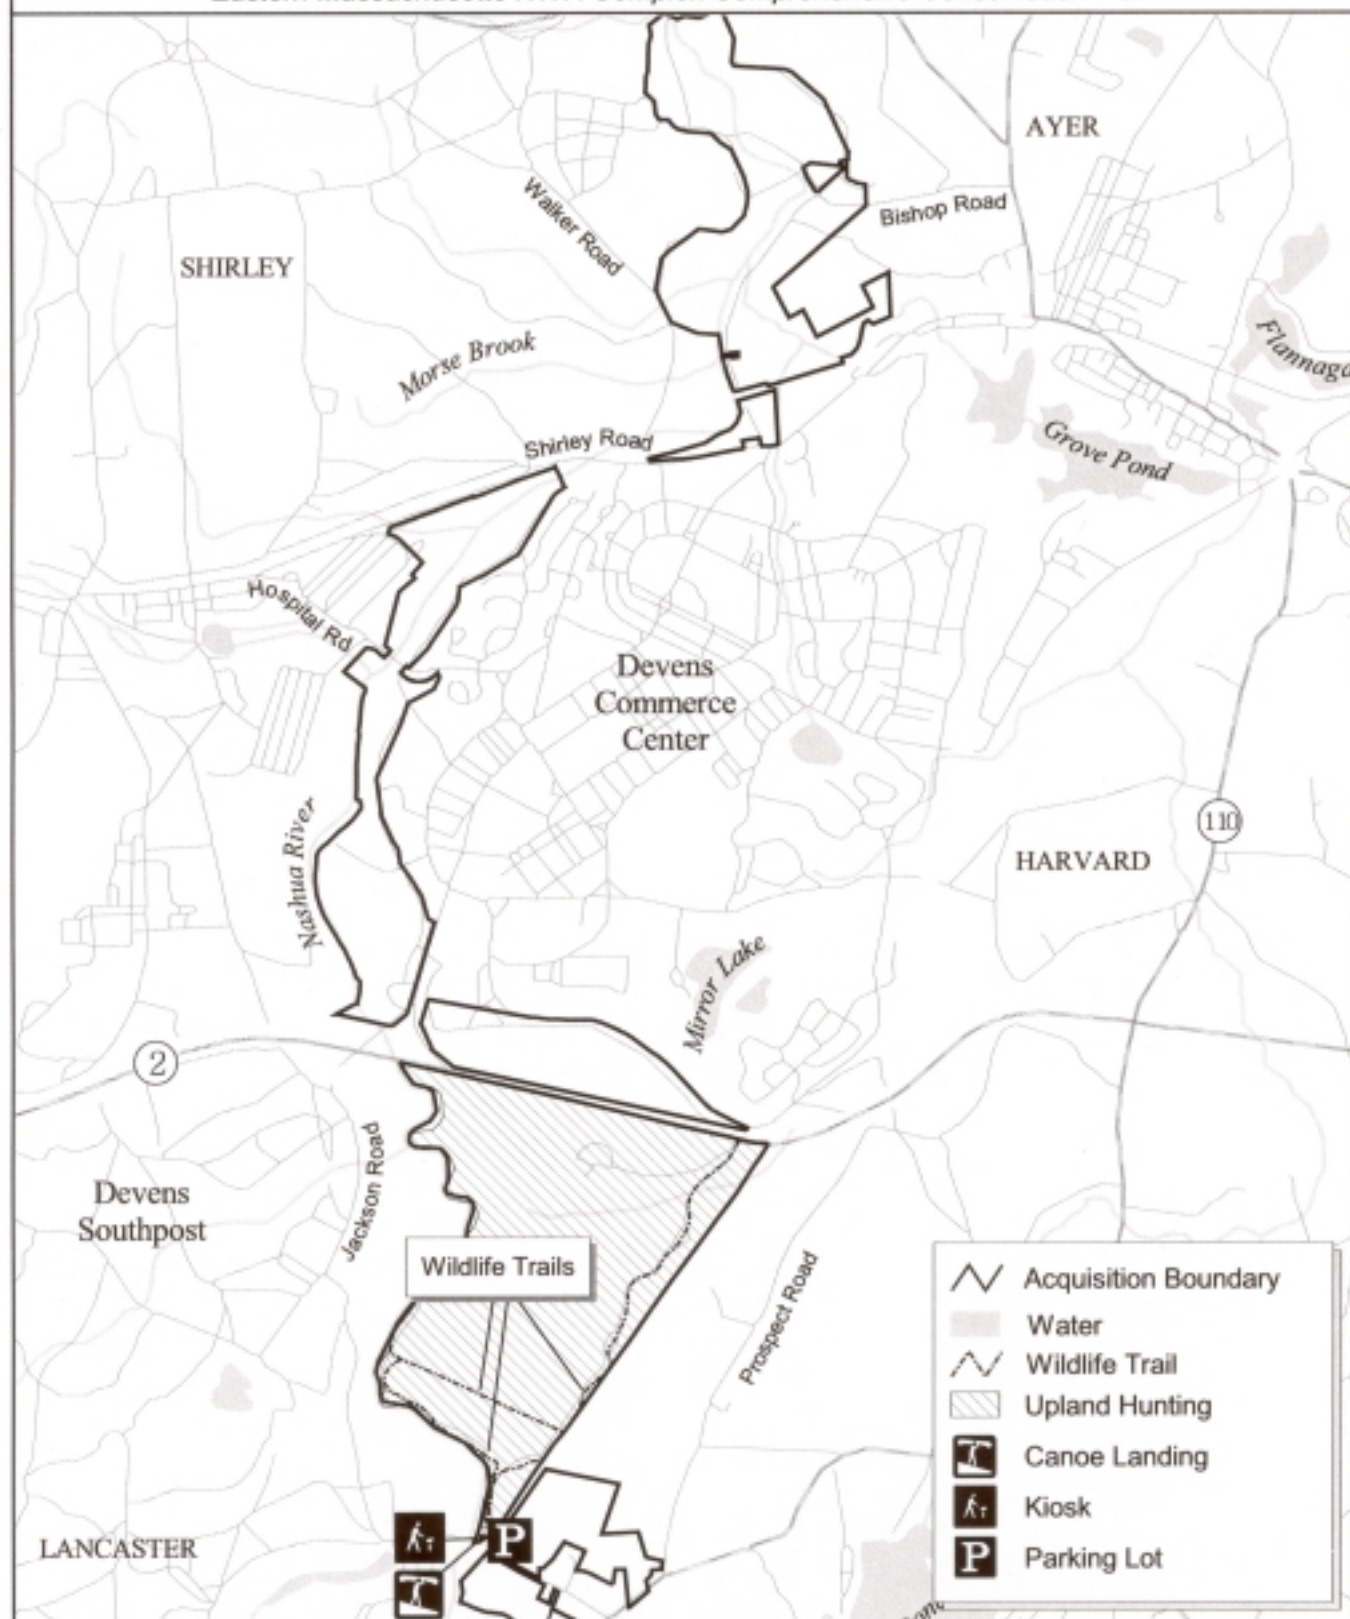 AYER
Bishop Road
Walker Road
SHIRLEY
Morse Brook
Shirley Road
Grove Pond
Hospital Rd
Devens
Commerce
Center
110
HARVARD
Nashua River
Mirror Lake
2
Jackson Road
Devens
Southpost
Wildlife Trails
Prospect Road
LANCASTER
P
Acquisition Boundary
Water
Wildlife Trail
Upland Hunting
Canoe Landing
Kiosk
P Parking Lot